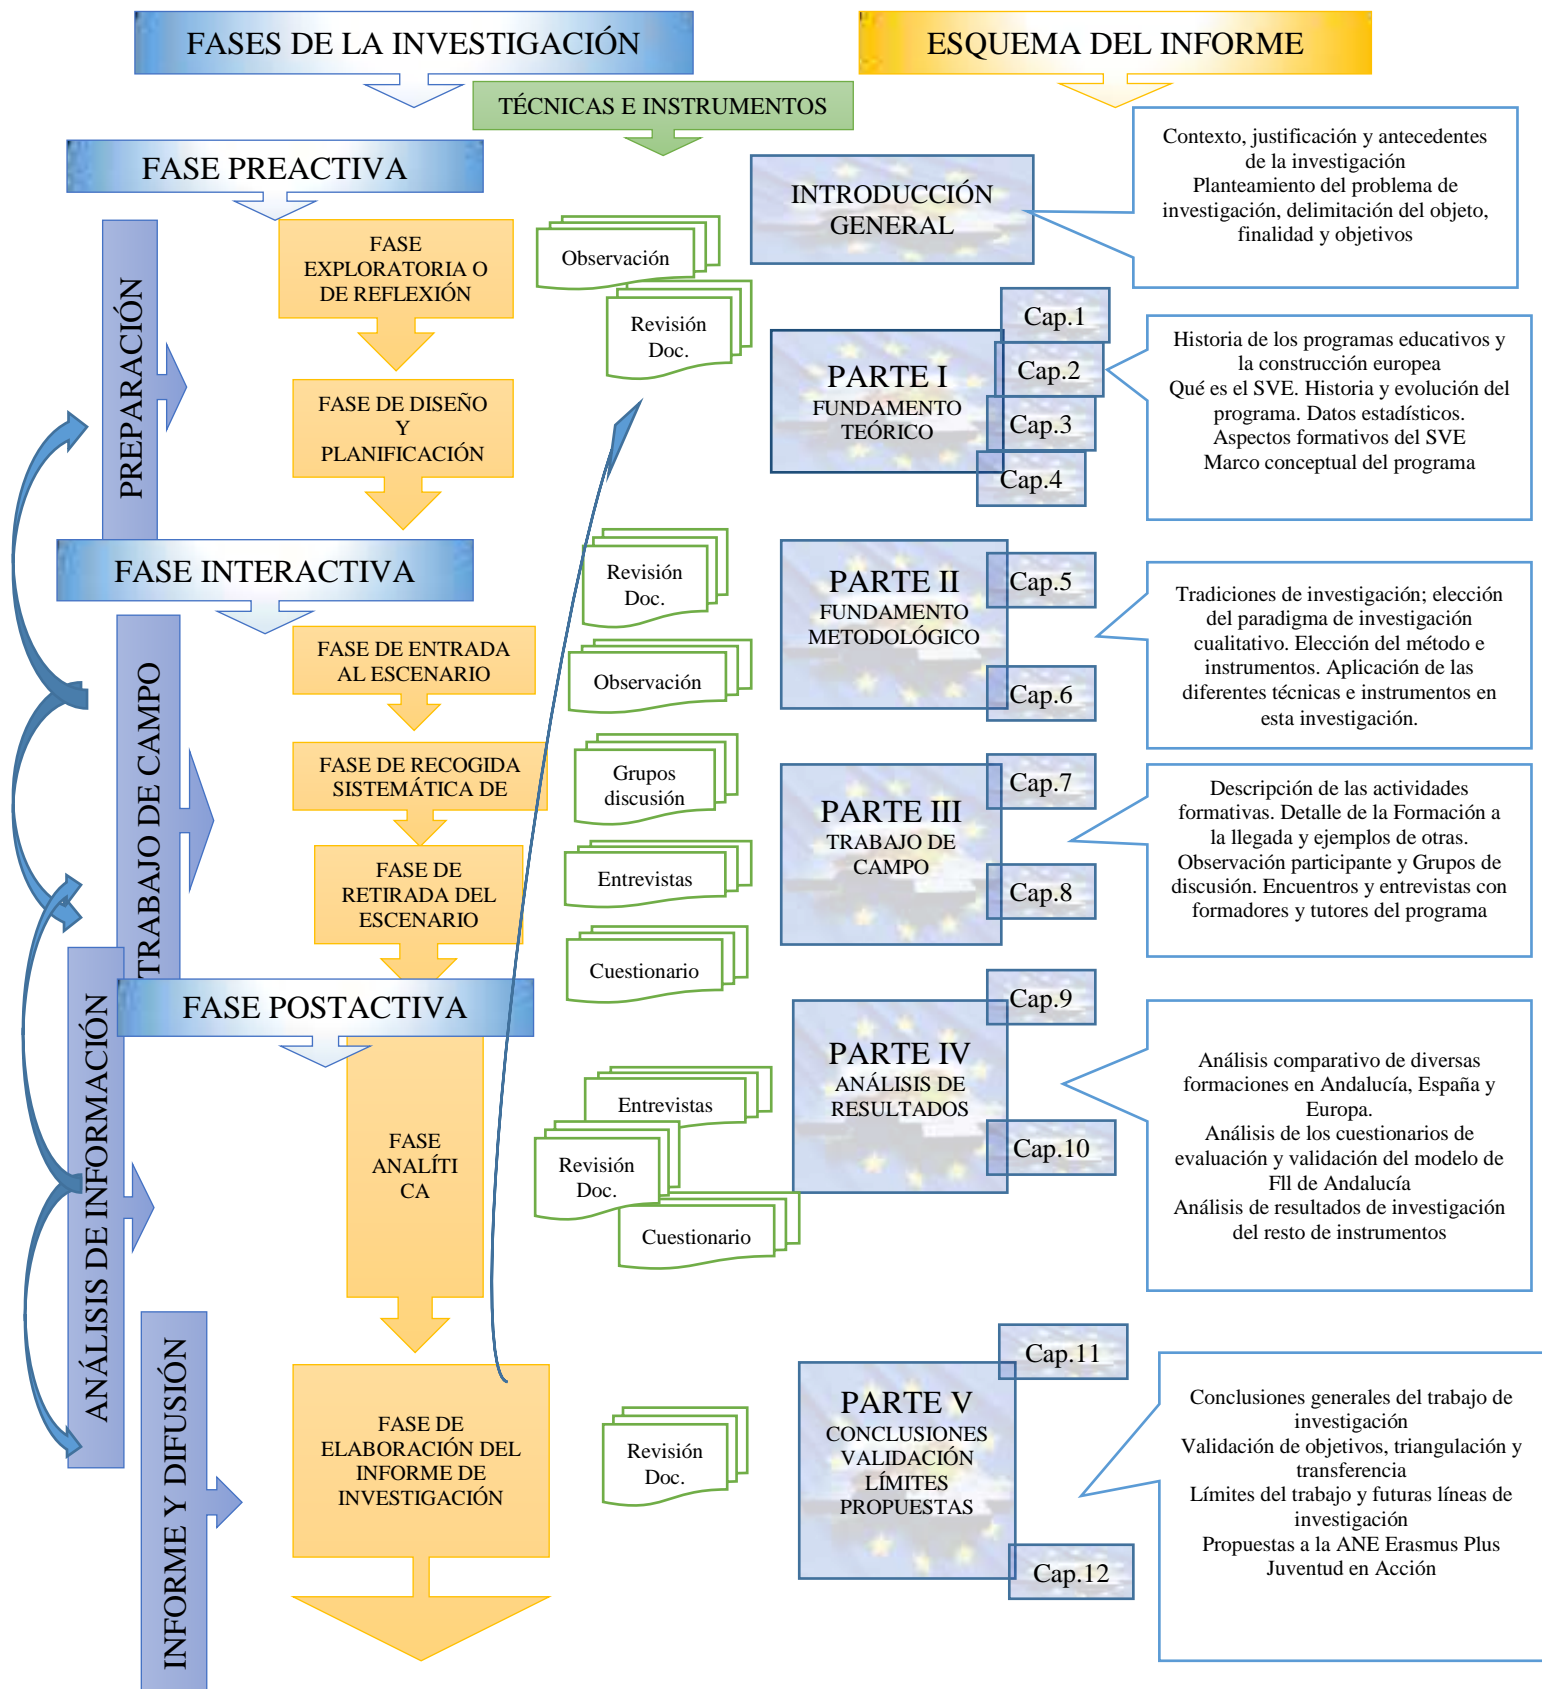 FASES DE LA INVESTIGACIÓN
ESQUEMA DEL INFORME
TÉCNICAS E INSTRUMENTOS
FASE PREACTIVA
PREPARACIÓN
FASE
EXPLORATORIA O
DE REFLEXIÓN
FASE DE DISEÑO
Y
PLANIFICACIÓN
Observación
Revisión
Doc.
INTRODUCCIÓN
GENERAL
Contexto, justificación y antecedentes
de la investigación
Planteamiento del problema de
investigación, delimitación del objeto,
finalidad y objetivos
PARTE I
FUNDAMENTO
TEÓRICO
Cap.1
Cap.2
Cap.3
Cap.4
Historia de los programas educativos y
la construcción europea
Qué es el SVE. Historia y evolución del
programa. Datos estadísticos.
Aspectos formativos del SVE
Marco conceptual del programa
FASE INTERACTIVA
TRABAJO DE CAMPO
FASE DE ENTRADA
AL ESCENARIO
FASE DE RECOGIDA
SISTEMÁTICA DE
FASE DE
RETIRADA DEL
ESCENARIO
Revisión
Doc.
Observación
Grupos
discusión
Entrevistas
Cuestionario
PARTE II
FUNDAMENTO
METODOLÓGICO
Cap.5
Cap.6
Tradiciones de investigación; elección
del paradigma de investigación
cualitativo. Elección del método e
instrumentos. Aplicación de las
diferentes técnicas e instrumentos en
esta investigación.
PARTE III
TRABAJO DE
CAMPO
Cap.7
Cap.8
Descripción de las actividades
formativas. Detalle de la Formación a
la llegada y ejemplos de otras.
Observación participante y Grupos de
discusión. Encuentros y entrevistas con
formadores y tutores del programa
FASE POSTACTIVA
ANÁLISIS DE INFORMACIÓN
FASE
ANALÍTI
CA
Entrevistas
Revisión
Doc.
Cuestionario
PARTE IV
ANÁLISIS DE
RESULTADOS
Cap.9
Cap.10
Análisis comparativo de diversas
formaciones en Andalucía, España y
Europa.
Análisis de los cuestionarios de
evaluación y validación del modelo de
Fll de Andalucía
Análisis de resultados de investigación
del resto de instrumentos
INFORME Y DIFUSIÓN
FASE DE
ELABORACIÓN DEL
INFORME DE
INVESTIGACIÓN
Revisión
Doc.
PARTE V
CONCLUSIONES
VALIDACIÓN
LÍMITES
PROPUESTAS
Cap.11
Cap.12
Conclusiones generales del trabajo de
investigación
Validación de objetivos, triangulación y
transferencia
Límites del trabajo y futuras líneas de
investigación
Propuestas a la ANE Erasmus Plus
Juventud en Acción